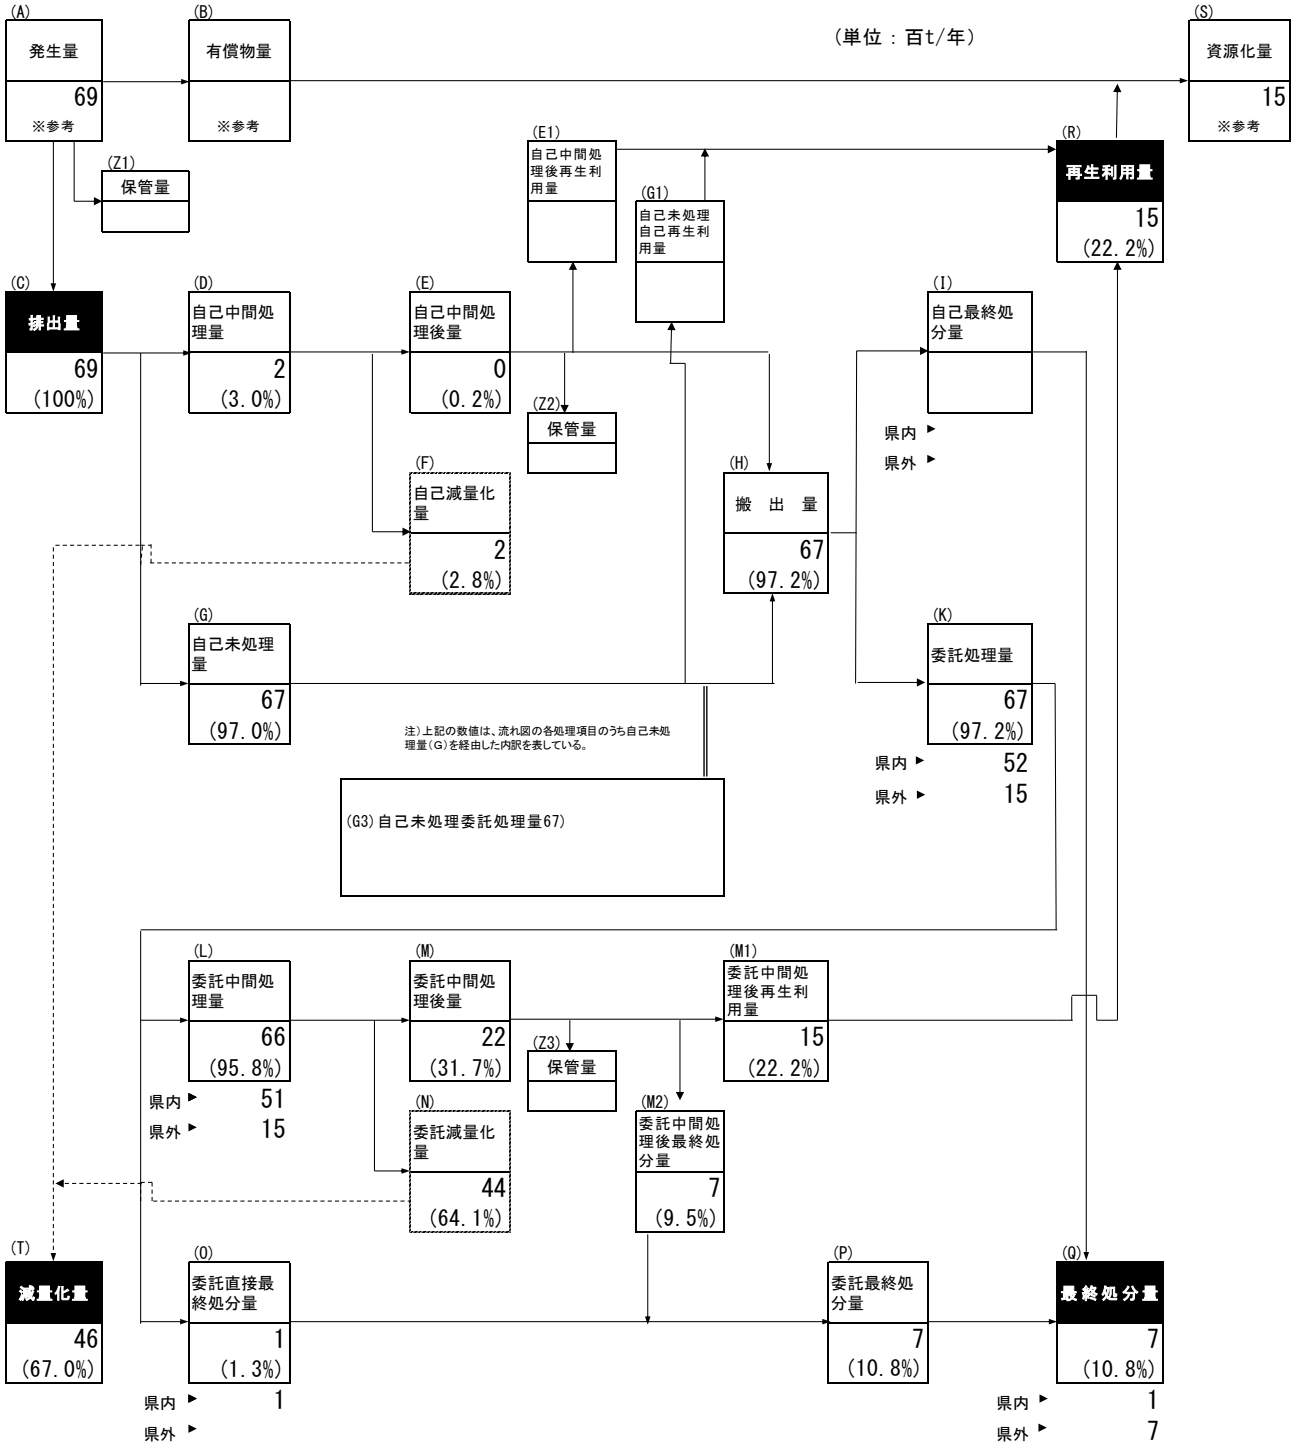 (A)
発生量
69
※参考
(B)
有償物量
※参考
(単位：百t/年)
(S)
資源化量
15
※参考
(Z1)
保管量
(E1)
自己中間処
理後再生利
用量
(G1)
自己未処理
自己再生利
用量
(R)
再生利用量
15
(22.2%)
(C)
排出量
69
(100%)
(D)
自己中間処
理量
2
(3.0%)
(E)
自己中間処
理後量
0
(0.2%)
(Z2)
保管量
(I)
自己最終処
分量
県内 ►
県外 ►
(F)
自己減量化
量
2
(2.8%)
(H)
搬 出 量
67
(97.2%)
(G)
自己未処理
量
67
(97.0%)
(K)
委託処理量
67
(97.2%)
県内 ► 52
県外 ► 15
注）上記の数値は、流れ図の各処理項目のうち自己未処
理量（G）を経由した内訳を表している。
(G3)自己未処理委託処理量67)
(L)
委託中間処
理量
66
(95.8%)
県内 ► 51
県外 ► 15
(M)
委託中間処
理後量
22
(31.7%)
(Z3)
保管量
(M1)
委託中間処
理後再生利
用量
15
(22.2%)
(N)
委託減量化
量
44
(64.1%)
(M2)
委託中間処
理後最終処
分量
7
(9.5%)
(T)
減量化量
46
(67.0%)
(O)
委託直接最
終処分量
1
(1.3%)
県内 ► 1
県外 ►
(P)
委託最終処
分量
7
(10.8%)
(Q)
最終処分量
7
(10.8%)
県内 ► 1
県外 ► 7